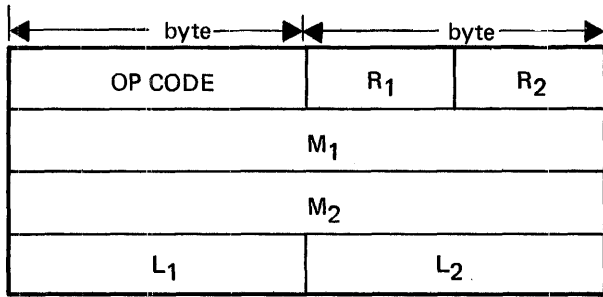 byte byte
OP CODE R1 R2
M1
M2
L1 L2